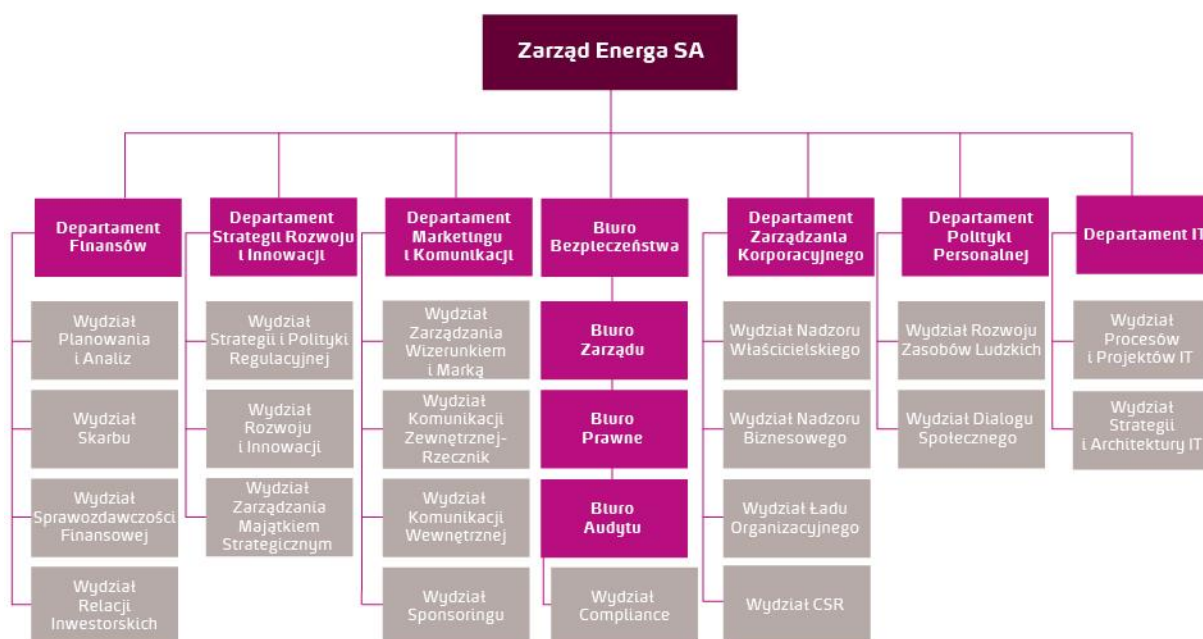 Zarząd Energa SA
Departament
Finansów
Wydział
Planowania
i Analiz
Wydział
Skarbu
Wydział
Sprawozdawczości
Finansowej
Wydział
Relacji
Inwestorskich
Departament
Strategii Rozwoju
i Innowacji
Wydział
Strategii i Polityki
Regulacyjnej
Wydział
Rozwoju
i Innowacji
Wydział
Zarządzania
Majątkiem
Strategicznym
Departament
Marketingu
i Komunikacji
Wydział
Zarządzania
Wizerunkiem
i Marką
Wydział
Komunikacji
Zewnętrznej-
Rzecznik
Wydział
Komunikacji
Wewnętrznej
Wydział
Sponsoringu
Biuro
Bezpieczeństwa
Biuro
Zarządu
Biuro
Prawne
Biuro
Audytu
Wydział
Compliance
Departament
Zarządzania
Korporacyjnego
Wydział Nadzoru
Właścicielskiego
Wydział Nadzoru
Biznesowego
Wydział Ładu
Organizacyjnego
Wydział CSR
Departament
Polityki
Personalnej
Wydział Rozwoju
Zasobów Ludzkich
Wydział Dialogu
Społecznego
Departament IT
Wydział
Procesów
i Projektów IT
Wydział
Strategii
i Architektury IT